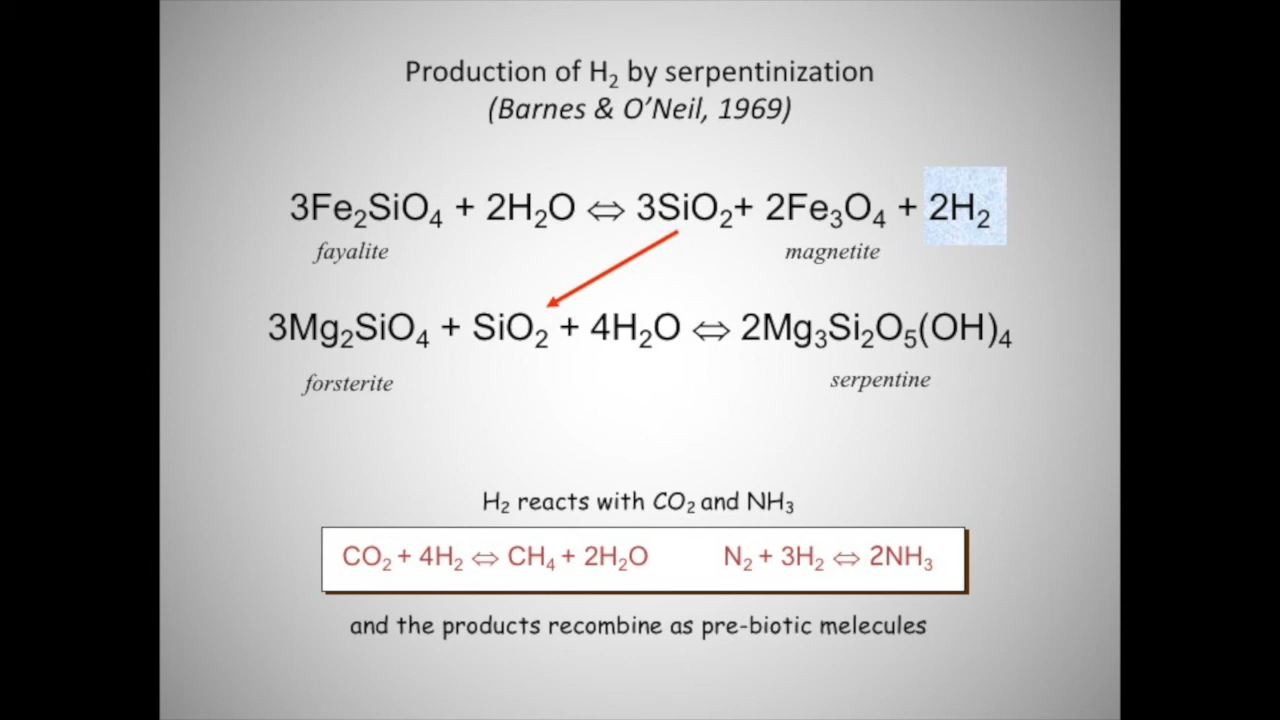 Production of H₂ by serpentinization
(Barnes & O’Neil, 1969)
3Fe₂SiO₄ + 2H₂O ⇔ 3SiO₂+ 2Fe₃O₄ + 2H₂
fayalite magnetite
3Mg₂SiO₄ + SiO₂ + 4H₂O ⇔ 2Mg₃Si₂O₅(OH)₄
forsterite serpentine
H₂ reacts with CO₂ and NH₃
CO₂ + 4H₂ ⇔ CH₄ + 2H₂O N₂ + 3H₂ ⇔ 2NH₃
and the products recombine as pre-biotic melecules